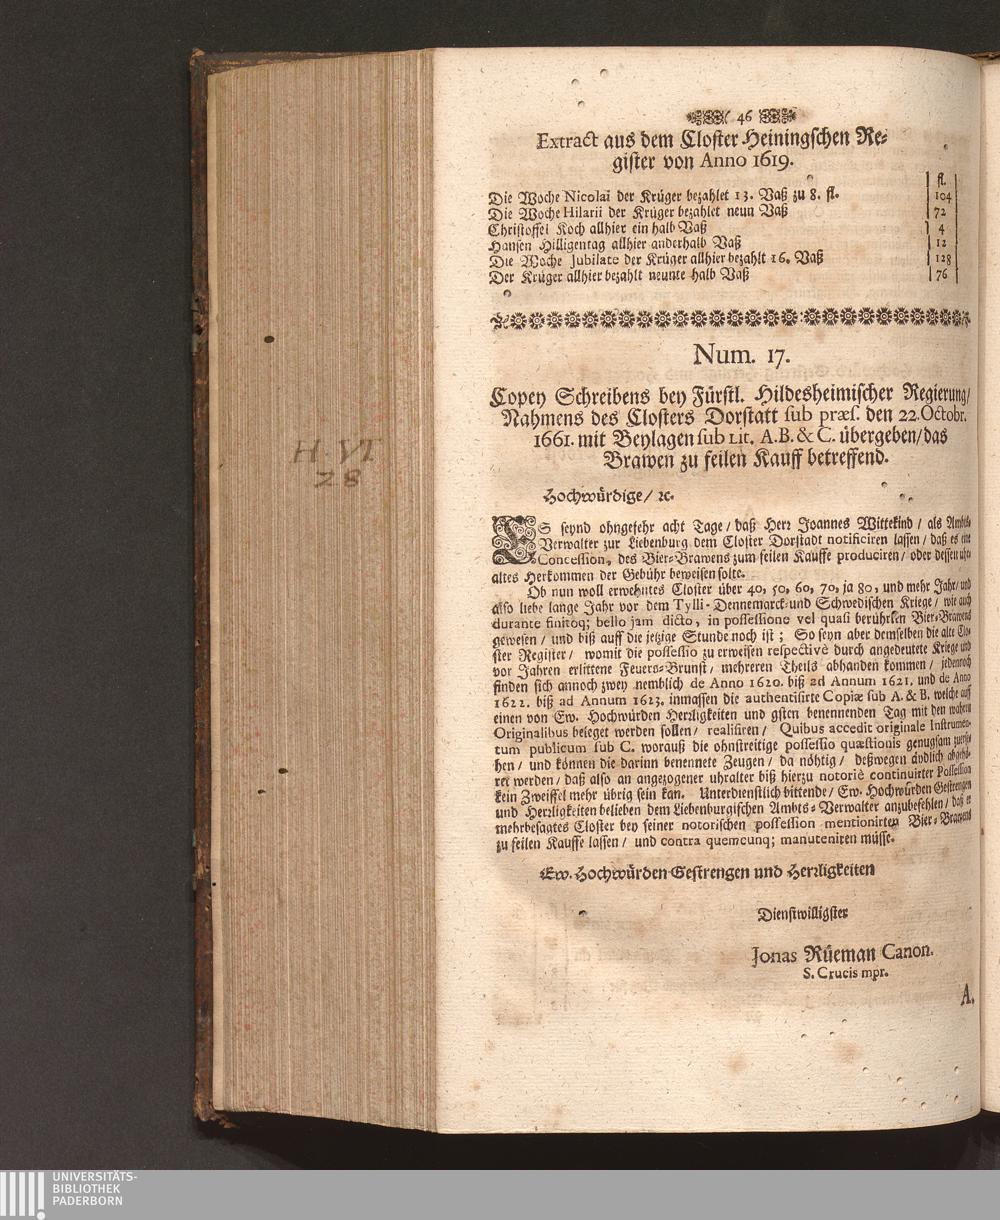 46
Extract aus dem Closter Heiningschen Re-
gister von Anno 1619.
fl.
Die Woche Nicolai der Krüger bezahlet 13. Vaß zu 8. fl. 104
Die Woche Hilarii der Krüger bezahlet neun Vaß 72
Christoffel Koch allhier ein halb Vaß 4
Hansen Hilligentag allhier anderhalb Vaß 12
Die Woche Jubilate der Krüger allhier bezahlt 16. Vaß 128
Der Krüger allhier bezahlt neunte halb Vaß 76
Num. 17.
Copey Schreibens bey Fürstl. Hildesheimischer Regierung/
Nahmens des Closters Dorstatt sub præs. den 22. Octobr.
1661. mit Beylagen sub Lit. A. B. & C. übergeben/ das
Brawen zu feilen Kauff betreffend.
Hochwürdige/ ꝛc.
ES seynd ohngefehr acht Tage/ daß Herr Joannes Wittekind/ als Ambts-
Verwalter zur Liebenburg dem Closter Dorstadt notificiren lassen/ daß es eine
Concession, des Bier-Brawens zum feilen Kauffe produciren/ oder dessen uhr-
altes Herkommen der Gebühr beweisen solte.
Ob nun woll erwehntes Closter über 40, 50, 60, 70, ja 80, und mehr Jahr/ und
also liebe lange Jahr vor dem Tylli- Dennemarck- und Schwedischen Kriege/ wie auch
durante finitoq; bello jam dicto, in possessione vel quasi berührten Bier-Brawens
gewesen/ und biß auff die jetzige Stunde noch ist; So seyn aber demselben die alte Clo-
ster Register/ womit die possessio zu erweisen respectivè durch angedeutete Kriege und
vor Jahren erlittene Feuers-Brunst/ mehreren Theils abhanden kommen/ jedennoch
finden sich annoch zwey nemblich de Anno 1620. biß ad Annum 1621. und de Anno
1622. biß ad Annum 1623. inmassen die authentisirte Copiæ sub A. & B. welche auff
einen von Ew. Hochwürden Herrligkeiten und gsten benennenden Tag mit den wahren
Originalibus beleget werden sollen/ realisiren/ Quibus accedit originale Instrumen-
tum publicum sub C. worauß die ohnstreitige possessio quæstionis genugsam zuerse-
hen/ und können die darinn benennete Zeugen/ da nöhtig/ deßwegen äydlich abgehö-
ret werden/ daß also an angezogener uhralter biß hierzu notoriè continuirter Possession
kein Zweiffel mehr übrig sein kan. Unterdienstlich bittende/ Ew. Hochwürden Gestrengen
und Herrligkeiten belieben dem Liebenburgischen Ambts-Verwalter anzubefehlen/ daß er
mehrbesagtes Closter bey seiner notorischen possession mentionirten Bier-Brawens
zu feilen Kauffe lassen/ und contra quemcunq; manuteniren müsse.
Ew. Hochwürden Gestrengen und Herrligkeiten
Dienstwilligster
Jonas Rüeman Canon.
S. Crucis mpr.
A.
H. VI
28
UNIVERSITÄTS-
BIBLIOTHEK
PADERBORN